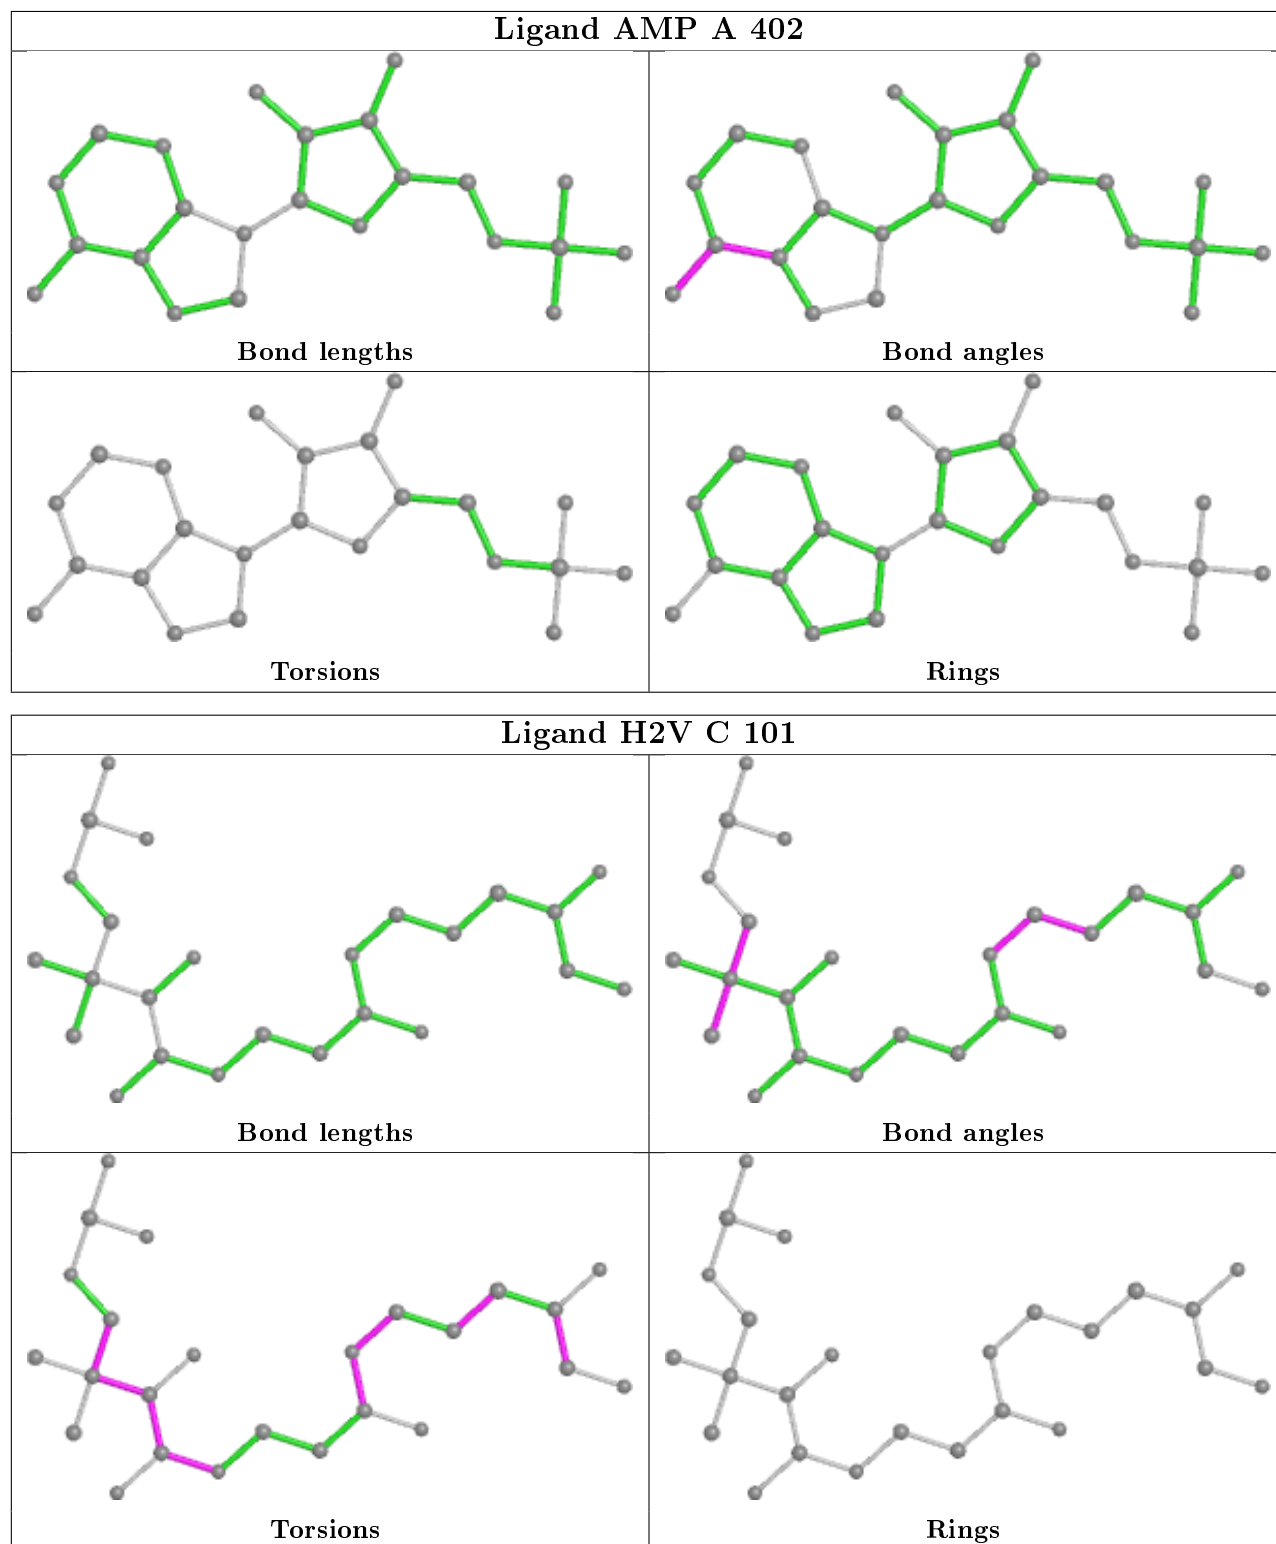 Ligand AMP A 402
Bond lengths
Bond angles
Torsions
Rings
Ligand H2V C 101
Bond lengths
Bond angles
Torsions
Rings